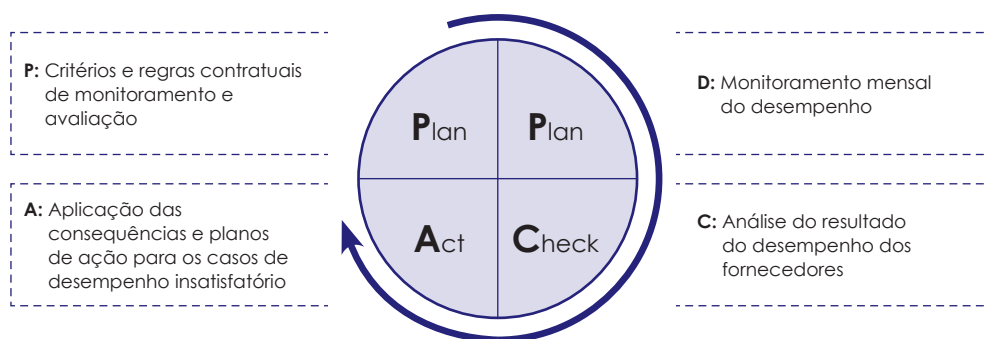 P: Critérios e regras contratuais
de monitoramento e
avaliação
Plan
Plan
D: Monitoramento mensal
do desempenho
A: Aplicação das
consequências e planos
de ação para os casos de
desempenho insatisfatório
Act
Check
C: Análise do resultado
do desempenho dos
fornecedores